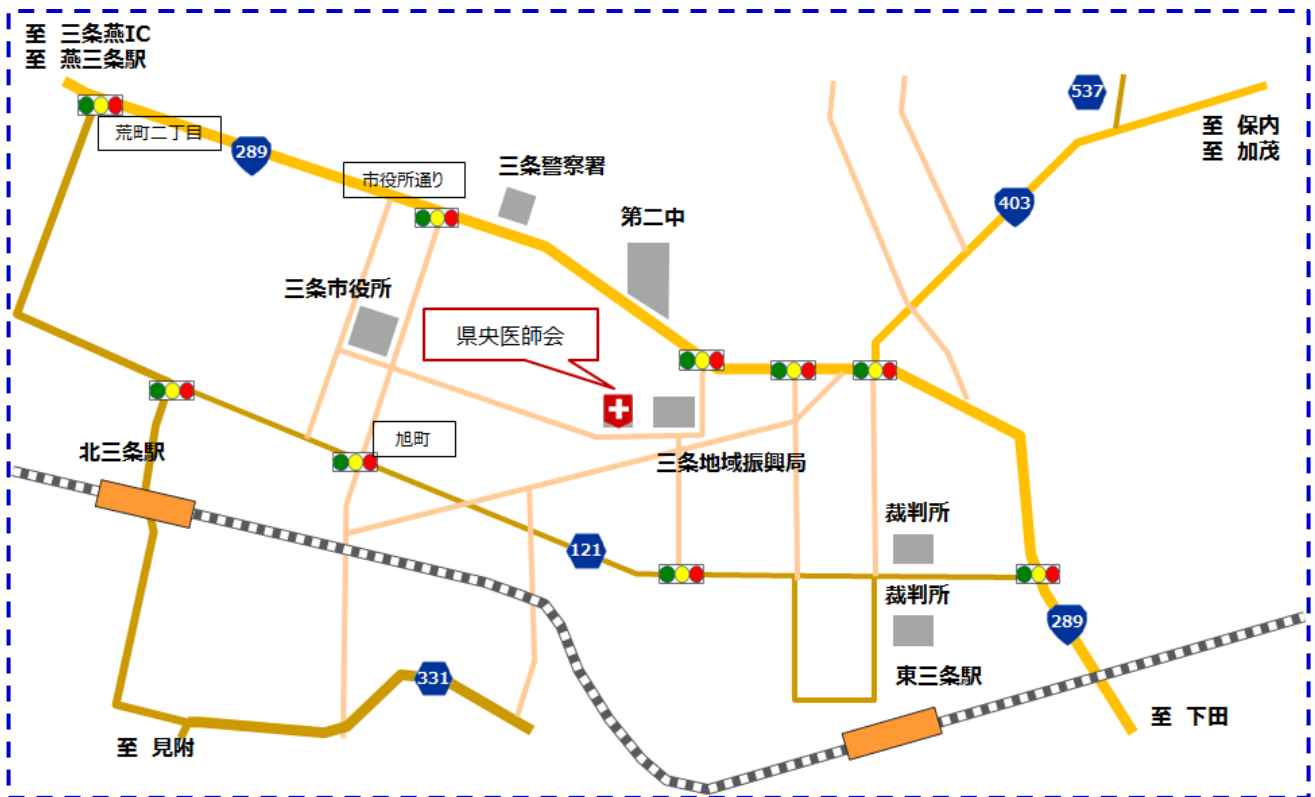 至 三条燕IC
至 燕三条駅
荒町二丁目
289
市役所通り
三条警察署
第二中
537
至 保内
至 加茂
403
三条市役所
県央医師会
旭町
北三条駅
三条地域振興局
裁判所
121
裁判所
289
331
東三条駅
至 下田
至 見附